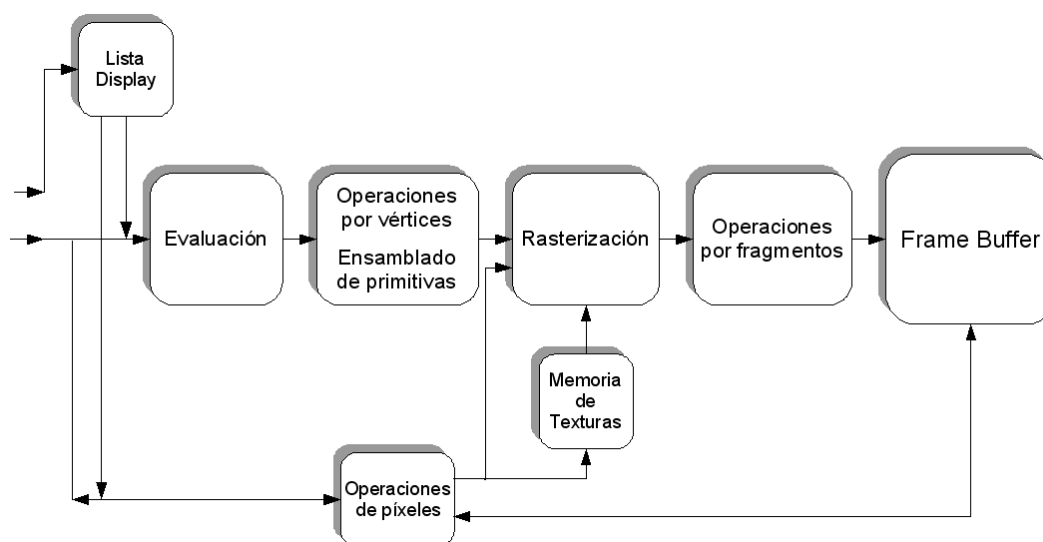 Lista
Display
Evaluación
Operaciones
por vértices
Ensamblado
de primitivas
Rasterización
Operaciones
por fragmentos
Frame Buffer
Memoria
de
Texturas
Operaciones
de píxeles